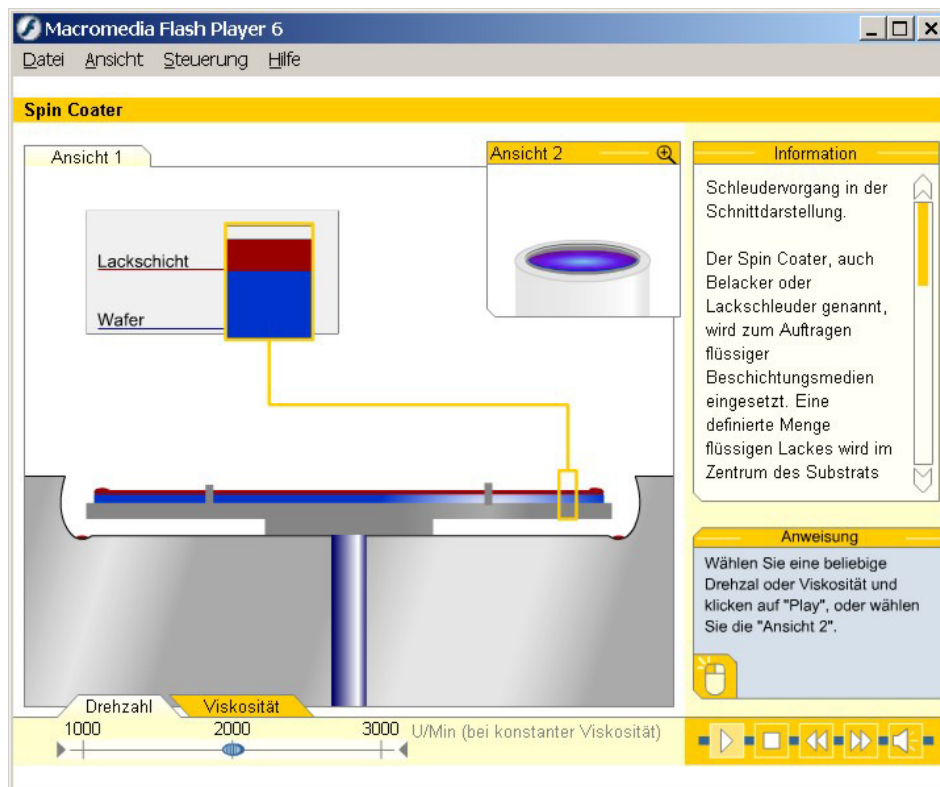 Macromedia Flash Player 6
Datei Ansicht Steuerung Hilfe
Spin Coater
Ansicht 1
Lackschicht
Wafer
Ansicht 2
Information
Schleudervorgang in der
Schnittdarstellung.
Der Spin Coater, auch
Belacker oder
Lackschleuder genannt,
wird zum Auftragen
flüssiger
Beschichtungsmedien
eingesetzt. Eine
definierte Menge
flüssigen Lackes wird im
Zentrum des Substrats
Anweisung
Wählen Sie eine beliebige
Drehzal oder Viskosität und
klicken auf "Play", oder wählen
Sie die "Ansicht 2".
Drehzahl Viskosität
1000 2000 3000 U/Min (bei konstanter Viskosität)